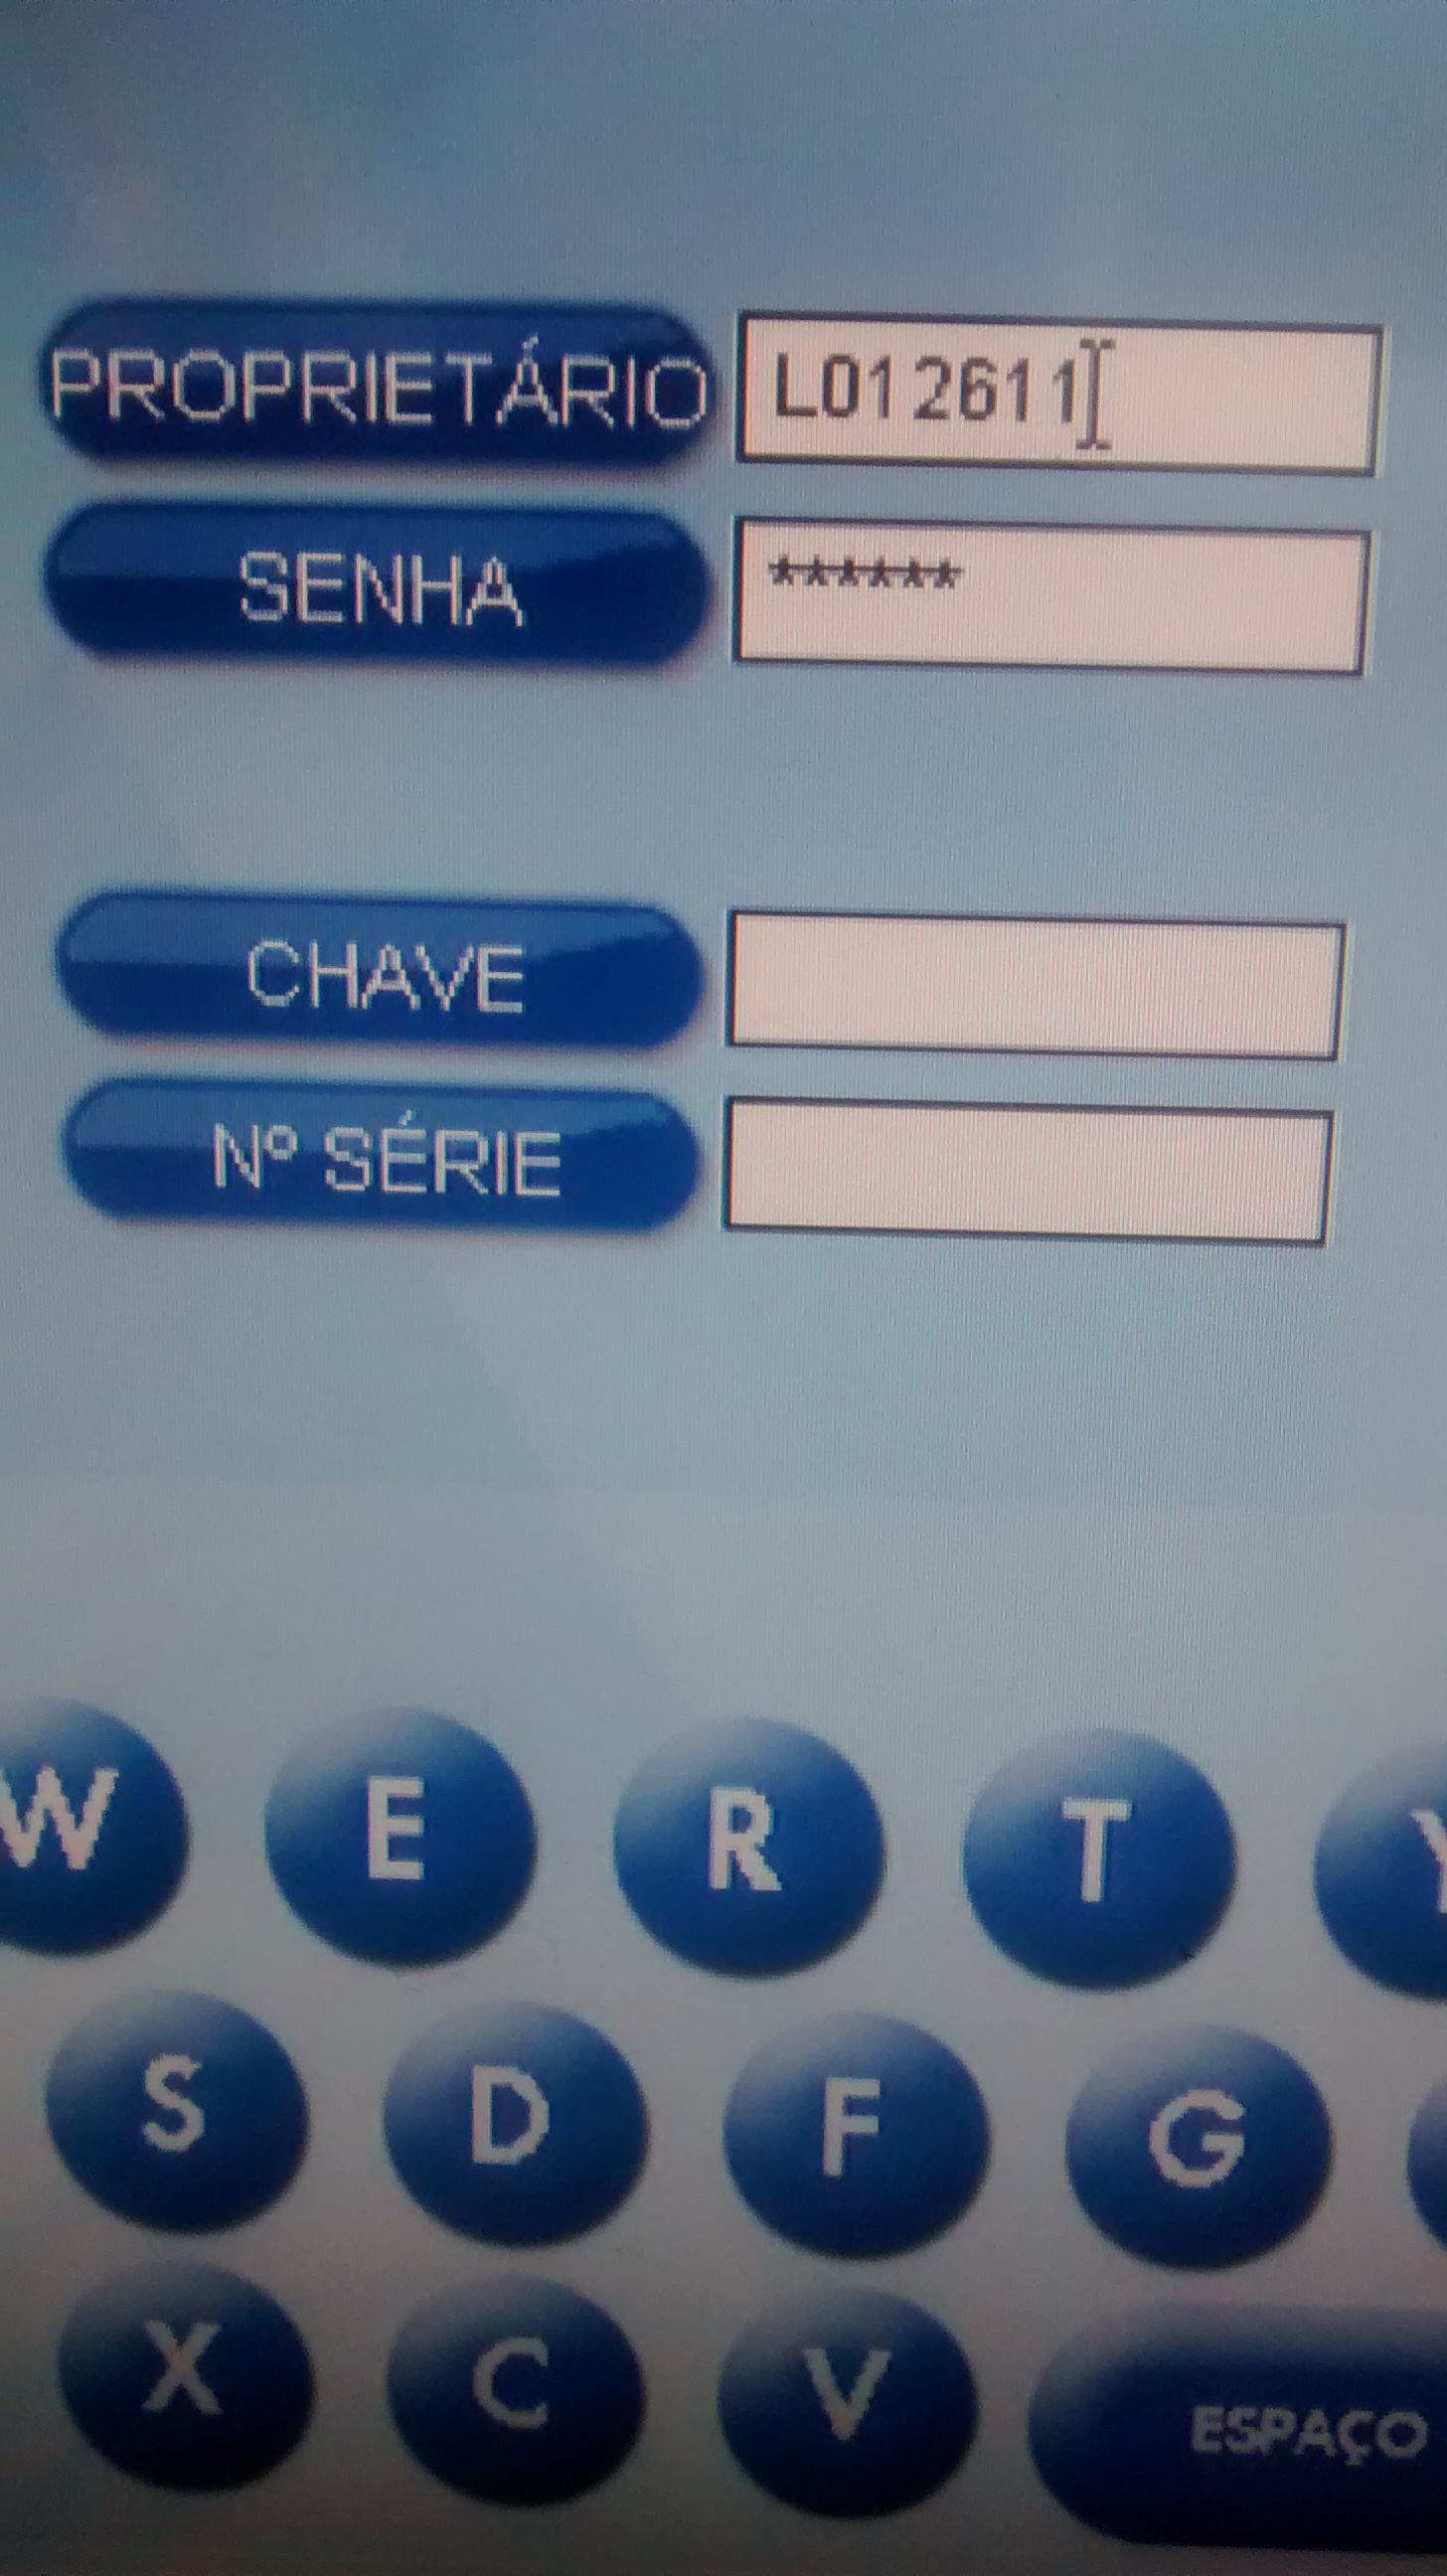 PROPRIETÁRIO L012611
SENHA ******
CHAVE
Nº SÉRIE
W E R T Y
S D F G
X C V ESPAÇO